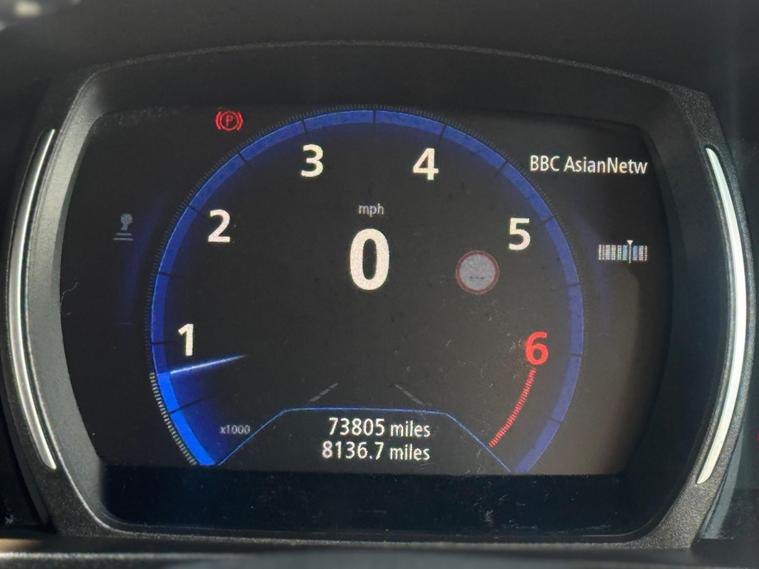 (P)
3
4
BBC AsianNetw
mph
2
5
0
---
1
6
x1000
73805 miles
8136.7 miles